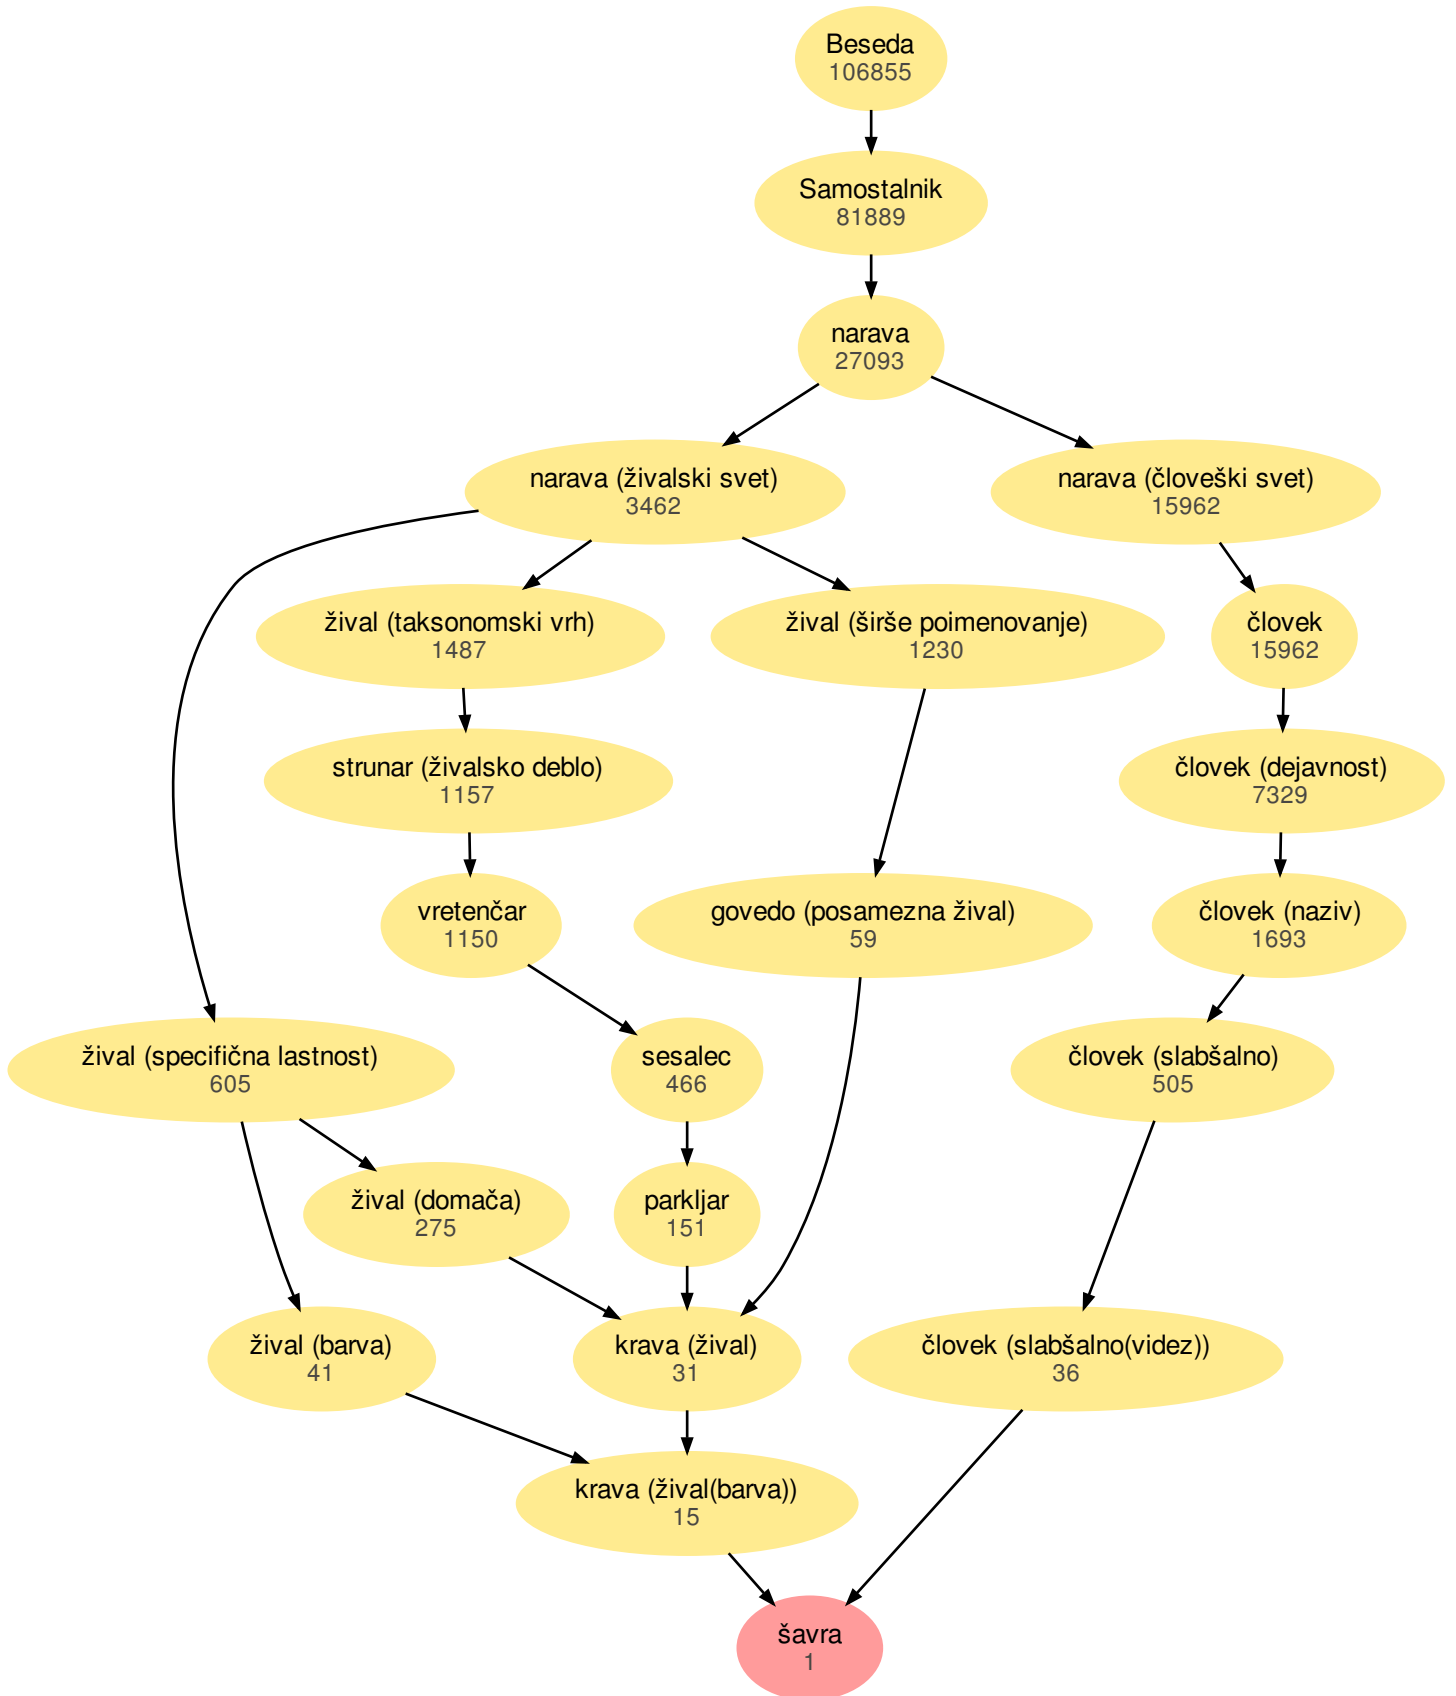 Beseda
106855
Samostalnik
81889
narava
27093
narava (živalski svet)
3462
narava (človeški svet)
15962
žival (taksonomski vrh)
1487
žival (širše poimenovanje)
1230
človek
15962
strunar (živalsko deblo)
1157
človek (dejavnost)
7329
vretenčar
1150
govedo (posamezna žival)
59
človek (naziv)
1693
žival (specifična lastnost)
605
sesalec
466
človek (slabšalno)
505
žival (domača)
275
parkljar
151
žival (barva)
41
krava (žival)
31
človek (slabšalno(videz))
36
krava (žival(barva))
15
šavra
1